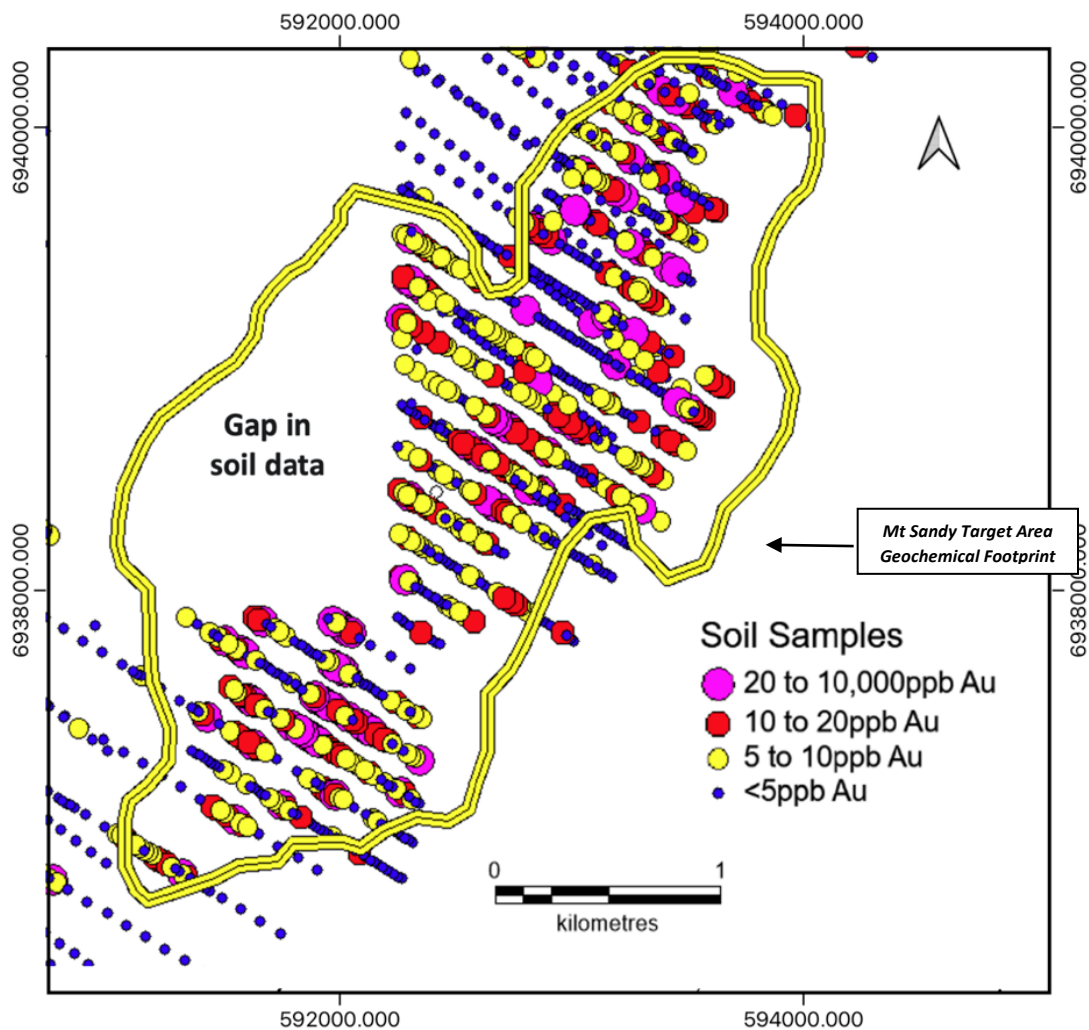 592000.000 594000.000
6940000.000 6940000.000
Gap in
soil data
Mt Sandy Target Area
Geochemical Footprint
6938000.000 6938000.000
Soil Samples
20 to 10,000ppb Au
10 to 20ppb Au
5 to 10ppb Au
<5ppb Au
0 1
kilometres
592000.000 594000.000